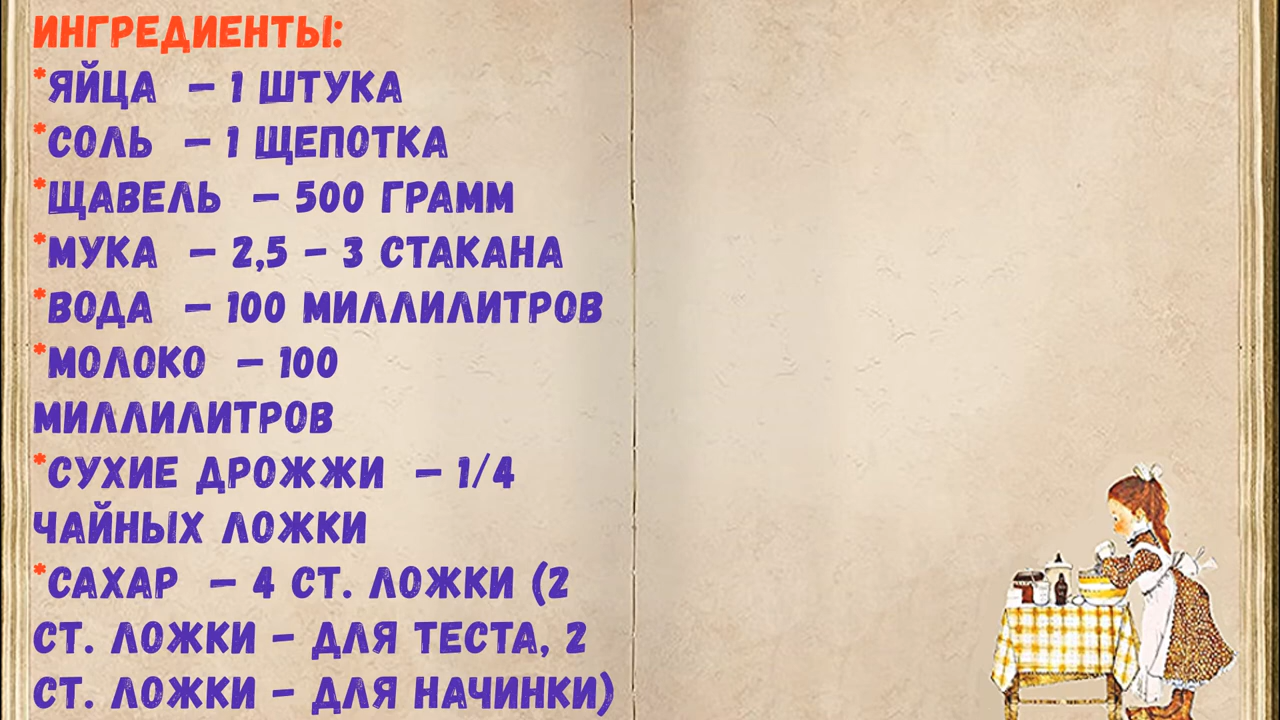 ИНГРЕДИЕНТЫ:
*ЯЙЦА – 1 ШТУКА
*СОЛЬ – 1 ЩЕПОТКА
*ЩАВЕЛЬ – 500 ГРАММ
*МУКА – 2,5 – 3 СТАКАНА
*ВОДА – 100 МИЛЛИЛИТРОВ
*МОЛОКО – 100
МИЛЛИЛИТРОВ
*СУХИЕ ДРОЖЖИ – 1/4
ЧАЙНЫХ ЛОЖКИ
*САХАР – 4 СТ. ЛОЖКИ (2
СТ. ЛОЖКИ – ДЛЯ ТЕСТА, 2
СТ. ЛОЖКИ – ДЛЯ НАЧИНКИ)